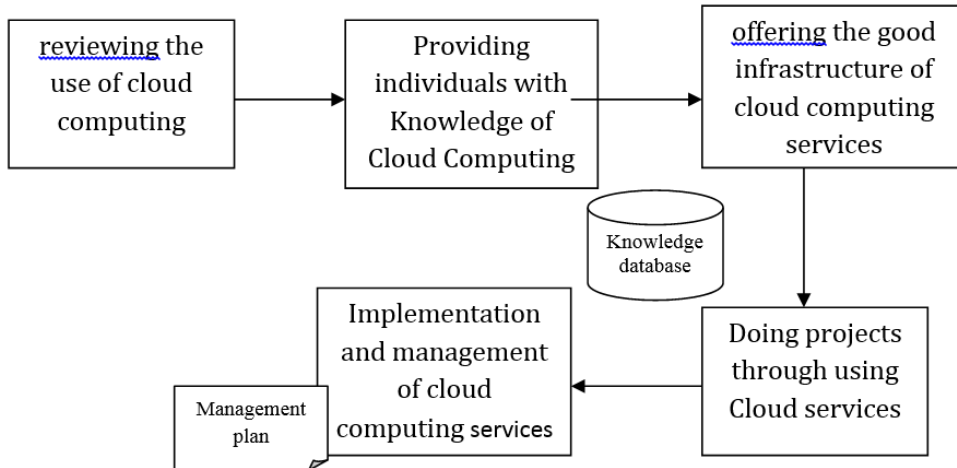 reviewing the
use of cloud
computing
Providing
individuals with
Knowledge of
Cloud Computing
offering the good
infrastructure of
cloud computing
services
Knowledge
database
Doing projects
through using
Cloud services
Implementation
and management
of cloud
computing services
Management
plan